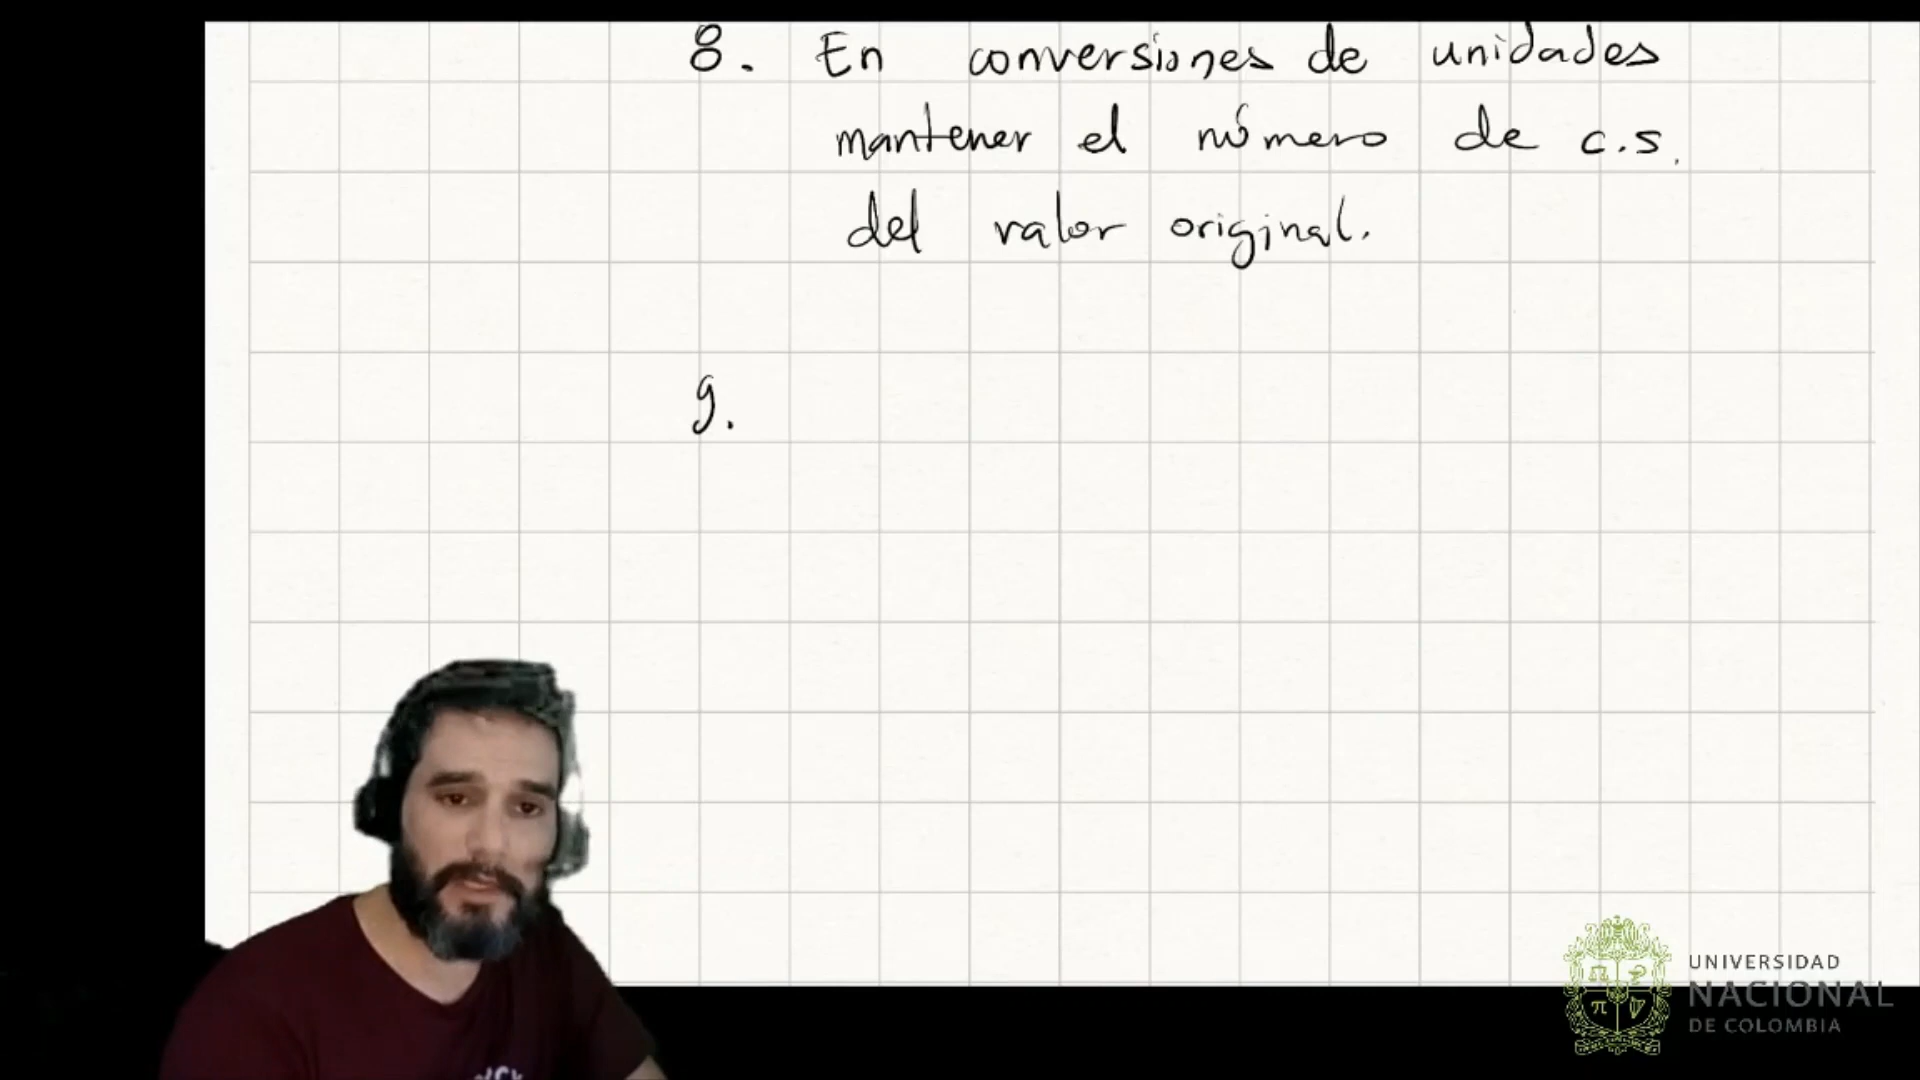 8. En conversiones de unidades
mantener el número de c.s.
del valor original.
9.
UNIVERSIDAD
NACIONAL
DE COLOMBIA